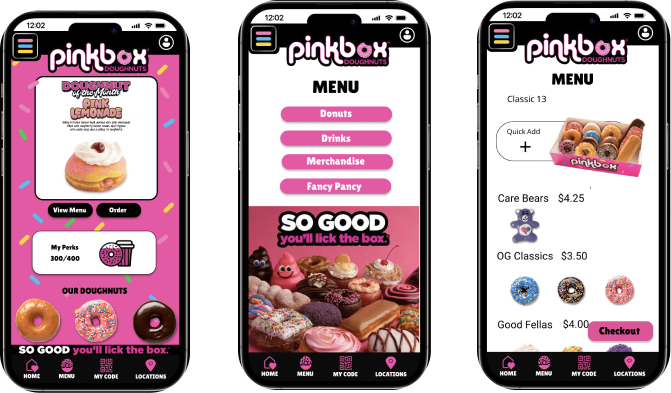 12:02
pinkbox
DOUGHNUTS
DOUGHNUT
of the Month
PINK
LEMONADE
View Menu
Order
My Perks
300/400
OUR DOUGHNUTS
SO GOOD you'll lick the box.
HOME
MENU
MY CODE
LOCATIONS
12:02
pinkbox
DOUGHNUTS
MENU
Donuts
Drinks
Merchandise
Fancy Pancy
SO GOOD
you'll lick the box.
HOME
MENU
MY CODE
LOCATIONS
12:02
pinkbox
DOUGHNUTS
MENU
Classic 13
Quick Add
+
pinkbox
Care Bears $4.25
OG Classics $3.50
Good Fellas $4.00
Checkout
HOME
MENU
MY CODE
LOCATIONS